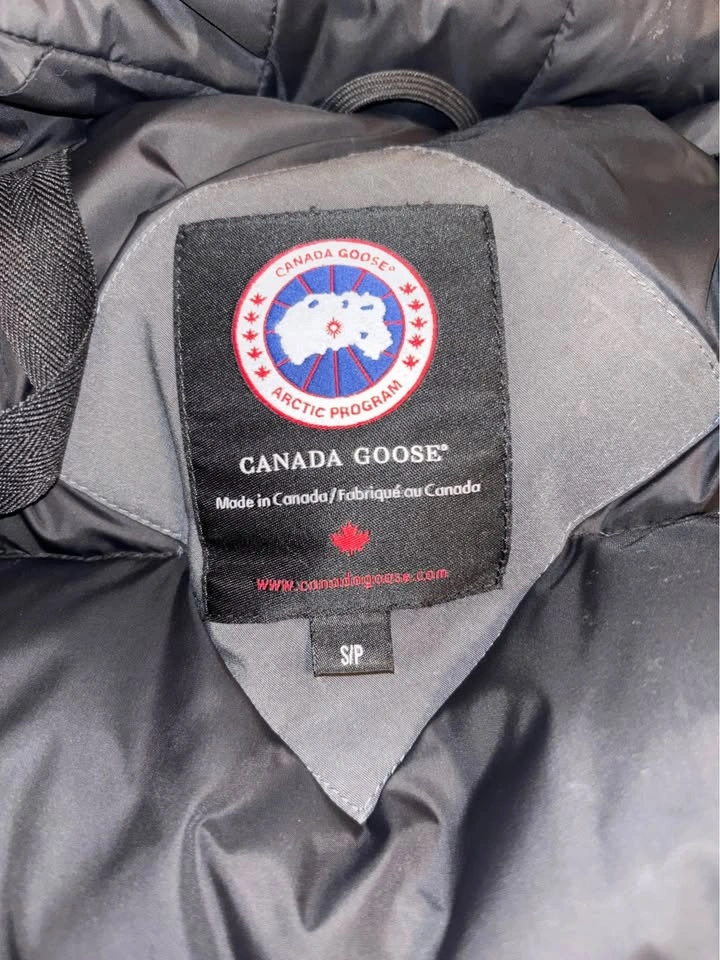 CANADA GOOSE®
ARCTIC PROGRAM
CANADA GOOSE®
Made in Canada/Fabriqué au Canada
www.canadagoose.com
S/P